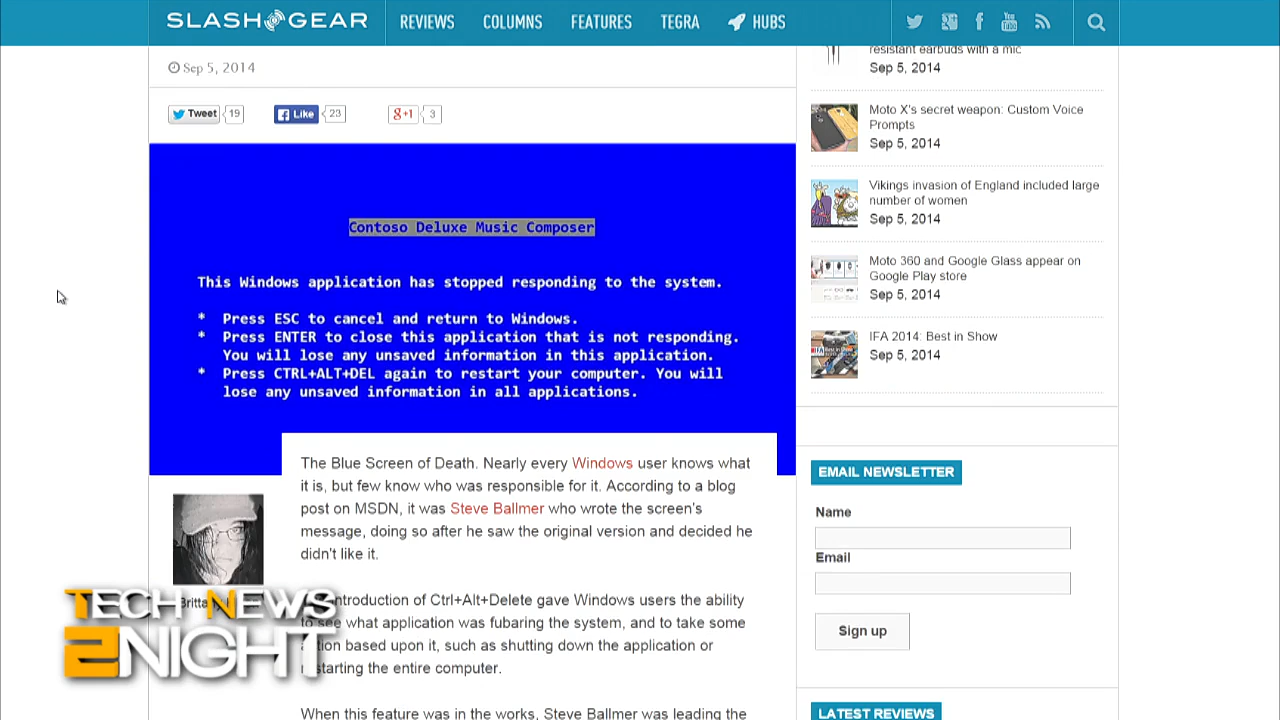 SLASH GEAR
REVIEWS COLUMNS FEATURES TEGRA HUBS
You Tube
Sep 5, 2014
Tweet 19 Like 23 g+1 3
Contoso Deluxe Music Composer
This Windows application has stopped responding to the system.
* Press ESC to cancel and return to Windows.
* Press ENTER to close this application that is not responding.
You will lose any unsaved information in this application.
* Press CTRL+ALT+DEL again to restart your computer. You will
lose any unsaved information in all applications.
The Blue Screen of Death. Nearly every Windows user knows what
it is, but few know who was responsible for it. According to a blog
post on MSDN, it was Steve Ballmer who wrote the screen's
message, doing so after he saw the original version and decided he
didn't like it.
introduction of Ctrl+Alt+Delete gave Windows users the ability
to see what application was fubaring the system, and to take some
action based upon it, such as shutting down the application or
restarting the entire computer.
When this feature was in the works, Steve Ballmer was leading the
TECH NEWS
2NIGHT
resistant earbuds with a mic
Sep 5, 2014
Moto X's secret weapon: Custom Voice
Prompts
Sep 5, 2014
Vikings invasion of England included large
number of women
Sep 5, 2014
Moto 360 and Google Glass appear on
Google Play store
Sep 5, 2014
IFA 2014: Best in Show
Sep 5, 2014
EMAIL NEWSLETTER
Name
Email
Sign up
LATEST REVIEWS